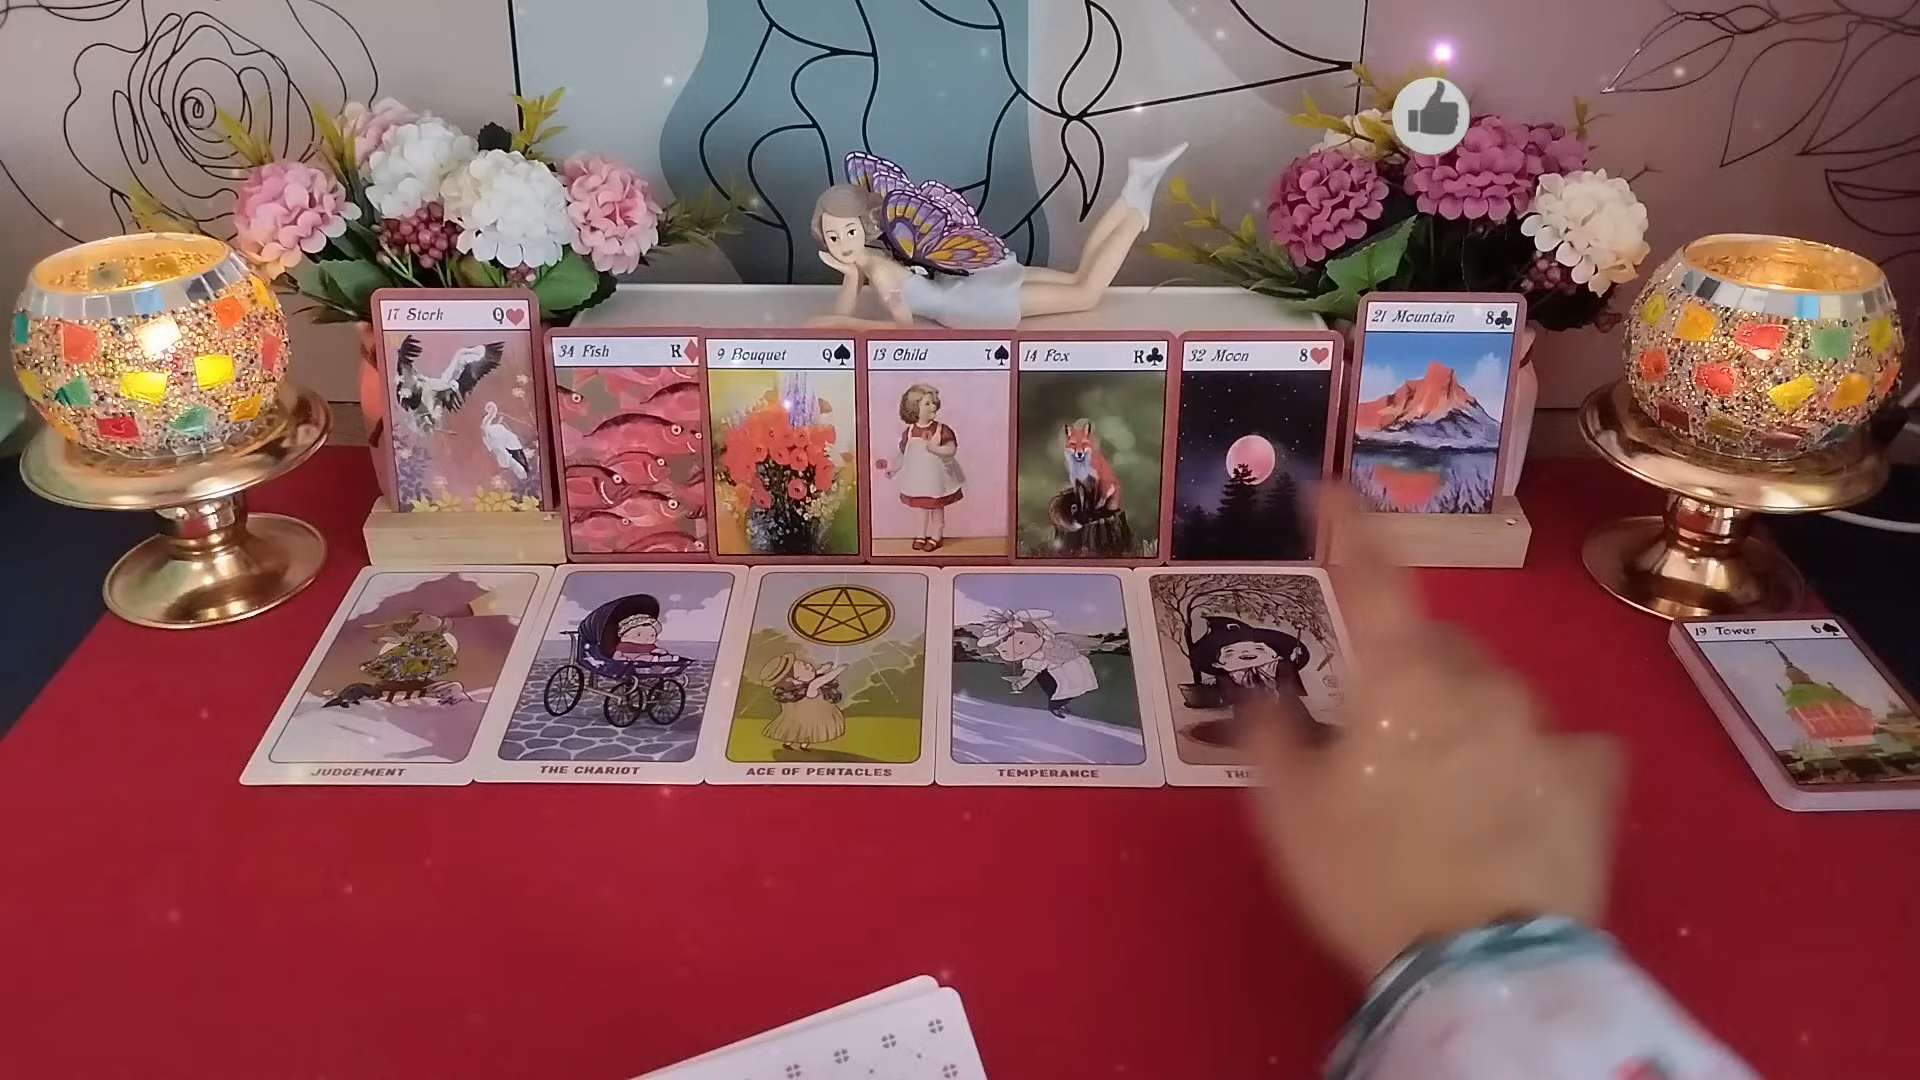 17 Stork Q
34 Fish K
9 Bouquet Q
13 Child 7
14 Fox K
32 Moon 8
21 Mountain 8
19 Tower 6
JUDGEMENT
THE CHARIOT
ACE OF PENTACLES
TEMPERANCE